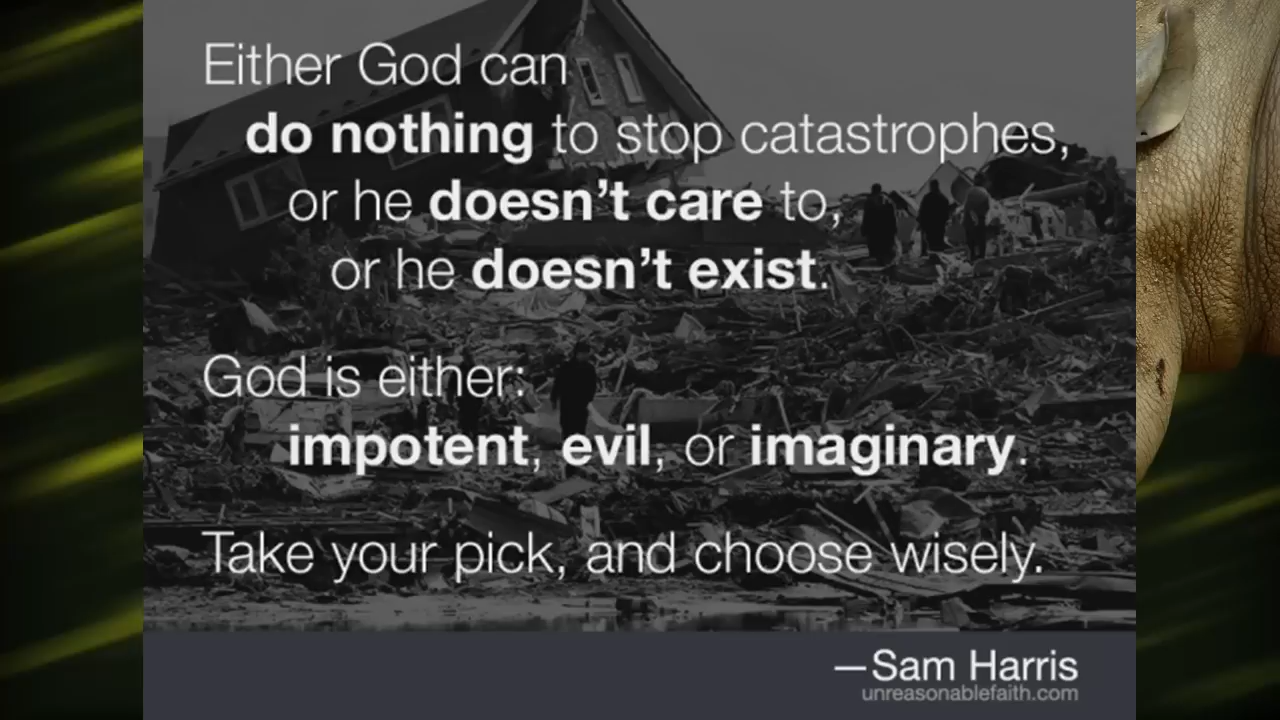 Either God can
do nothing to stop catastrophes,
or he doesn't care to,
or he doesn't exist.
God is either:
impotent, evil, or imaginary.
Take your pick, and choose wisely.
—Sam Harris
unreasonablefaith.com